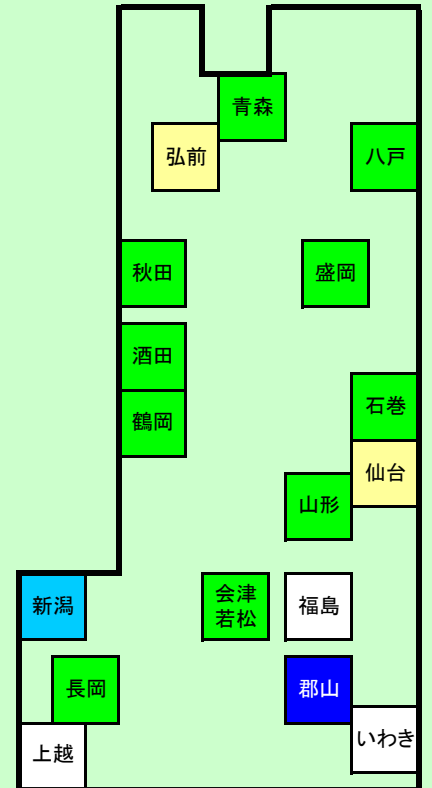 青森
弘前
八戸
秋田
盛岡
酒田
石巻
鶴岡
仙台
山形
新潟
会津
若松
福島
長岡
郡山
いわき
上越